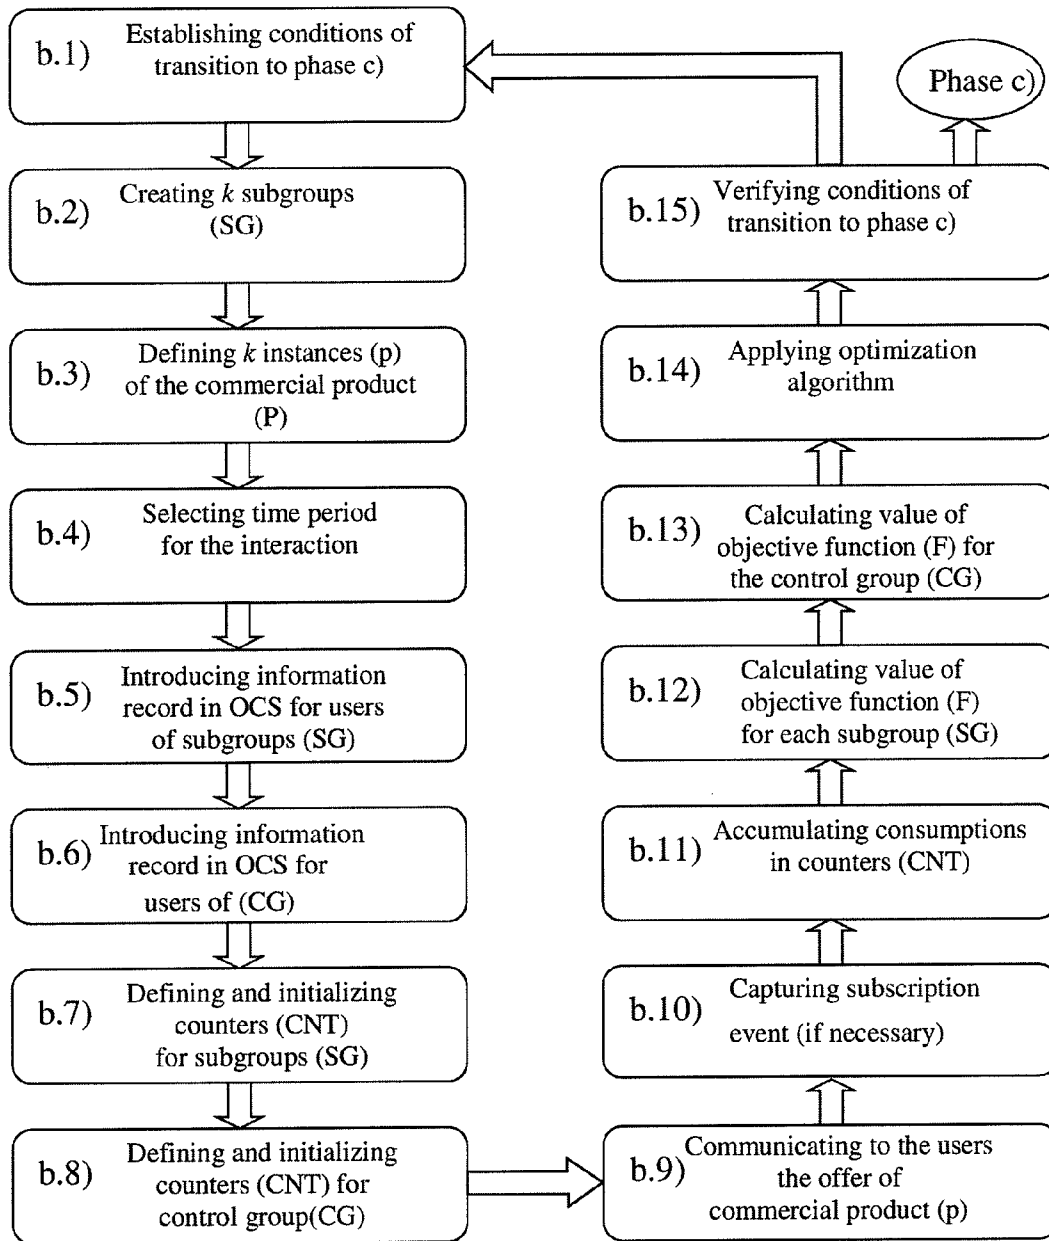 b.1) Establishing conditions of
transition to phase c)
b.2) Creating k subgroups
(SG)
b.3) Defining k instances (p)
of the commercial product
(P)
b.4) Selecting time period
for the interaction
b.5) Introducing information
record in OCS for users
of subgroups (SG)
b.6) Introducing information
record in OCS for
users of (CG)
b.7) Defining and initializing
counters (CNT)
for subgroups (SG)
b.8) Defining and initializing
counters (CNT) for
control group(CG)
b.9) Communicating to the users
the offer of
commercial product (p)
b.10) Capturing subscription
event (if necessary)
b.11) Accumulating consumptions
in counters (CNT)
b.12) Calculating value of
objective function (F)
for each subgroup (SG)
b.13) Calculating value of
objective function (F) for
the control group (CG)
b.14) Applying optimization
algorithm
b.15) Verifying conditions of
transition to phase c)
Phase c)